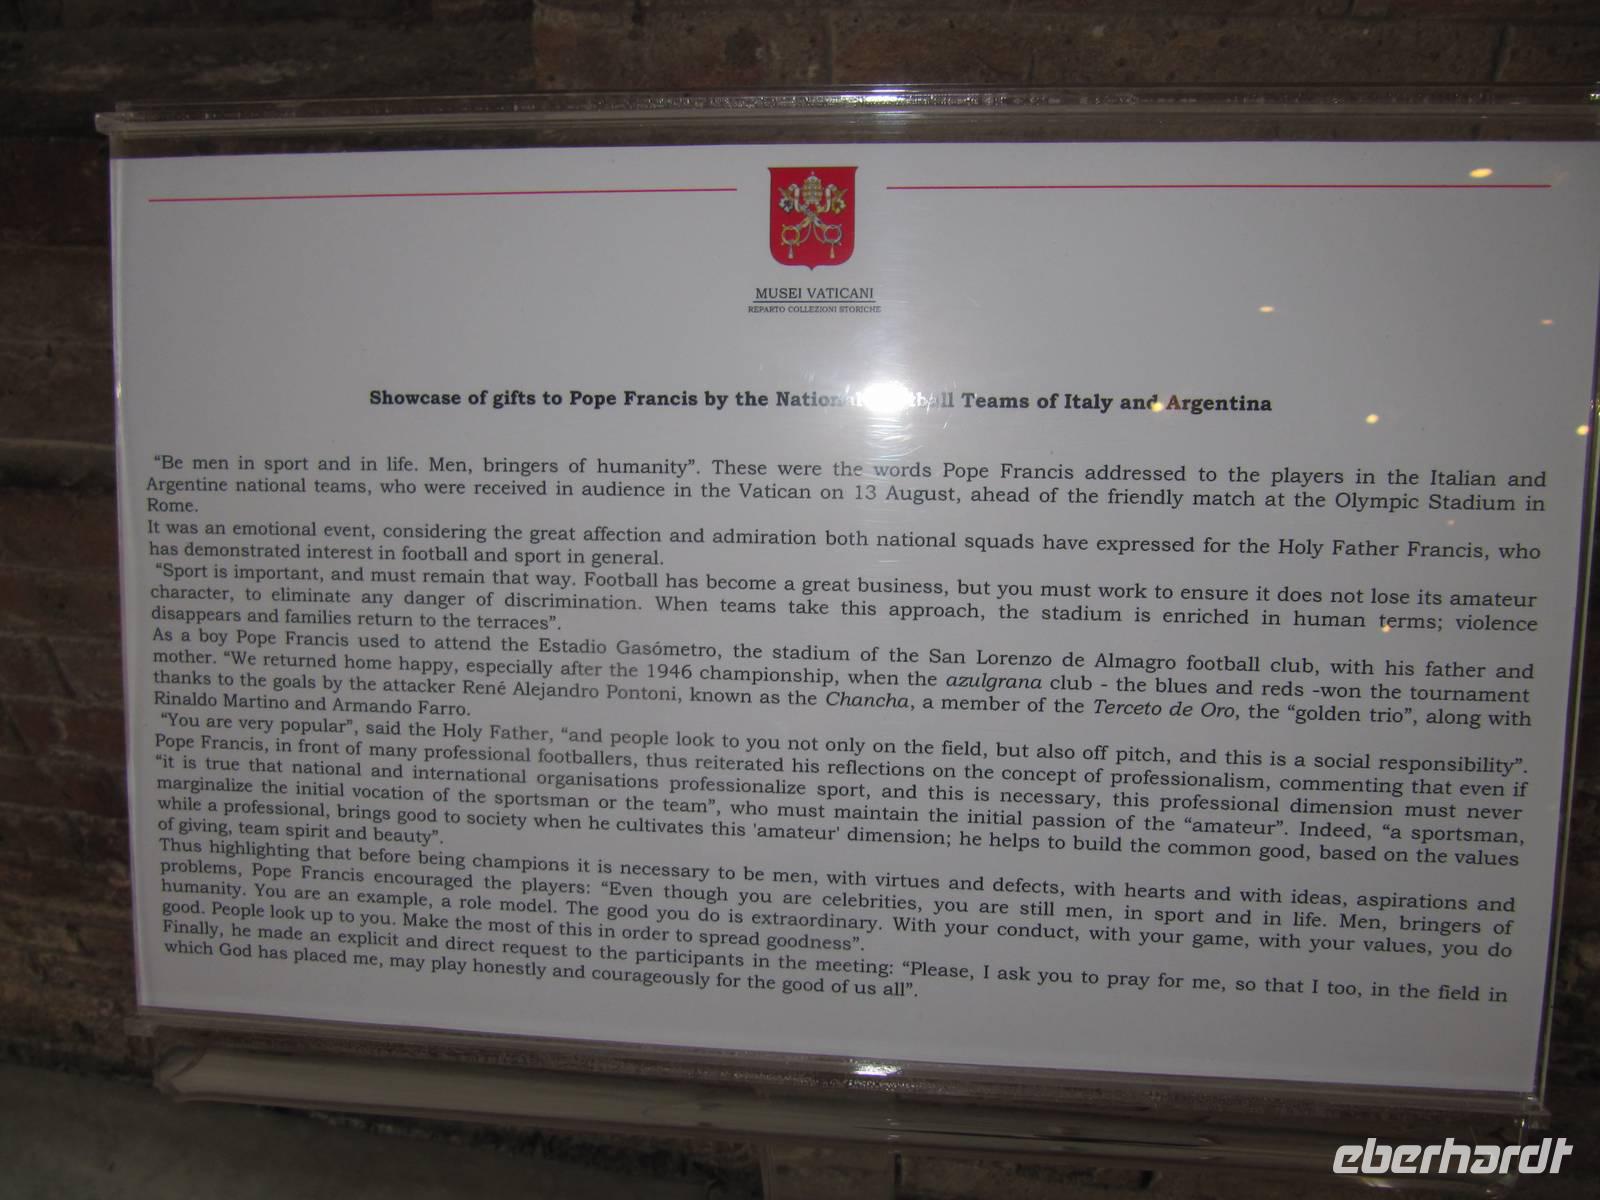 MUSEI VATICANI
REPARTO COLLEZIONI STORICHE
Showcase of gifts to Pope Francis by the National Football Teams of Italy and Argentina
“Be men in sport and in life. Men, bringers of humanity”. These were the words Pope Francis addressed to the players in the Italian and
Argentine national teams, who were received in audience in the Vatican on 13 August, ahead of the friendly match at the Olympic Stadium in
Rome.
It was an emotional event, considering the great affection and admiration both national squads have expressed for the Holy Father Francis, who
has demonstrated interest in football and sport in general.
“Sport is important, and must remain that way. Football has become a great business, but you must work to ensure it does not lose its amateur
character, to eliminate any danger of discrimination. When teams take this approach, the stadium is enriched in human terms; violence
disappears and families return to the terraces”.
As a boy Pope Francis used to attend the Estadio Gasómetro, the stadium of the San Lorenzo de Almagro football club, with his father and
mother. “We returned home happy, especially after the 1946 championship, when the azulgrana club - the blues and reds -won the tournament
thanks to the goals by the attacker René Alejandro Pontoni, known as the Chancha, a member of the Terceto de Oro, the “golden trio”, along with
Rinaldo Martino and Armando Farro.
“You are very popular”, said the Holy Father, “and people look to you not only on the field, but also off pitch, and this is a social responsibility”.
Pope Francis, in front of many professional footballers, thus reiterated his reflections on the concept of professionalism, commenting that even if
“it is true that national and international organisations professionalize sport, and this is necessary, this professional dimension must never
marginalize the initial vocation of the sportsman or the team”, who must maintain the initial passion of the “amateur”. Indeed, “a sportsman,
while a professional, brings good to society when he cultivates this 'amateur' dimension; he helps to build the common good, based on the values
of giving, team spirit and beauty”.
Thus highlighting that before being champions it is necessary to be men, with virtues and defects, with hearts and with ideas, aspirations and
problems, Pope Francis encouraged the players: “Even though you are celebrities, you are still men, in sport and in life. Men, bringers of
humanity. You are an example, a role model. The good you do is extraordinary. With your conduct, with your game, with your values, you do
good. People look up to you. Make the most of this in order to spread goodness”.
Finally, he made an explicit and direct request to the participants in the meeting: “Please, I ask you to pray for me, so that I too, in the field in
which God has placed me, may play honestly and courageously for the good of us all”.
eberhardt